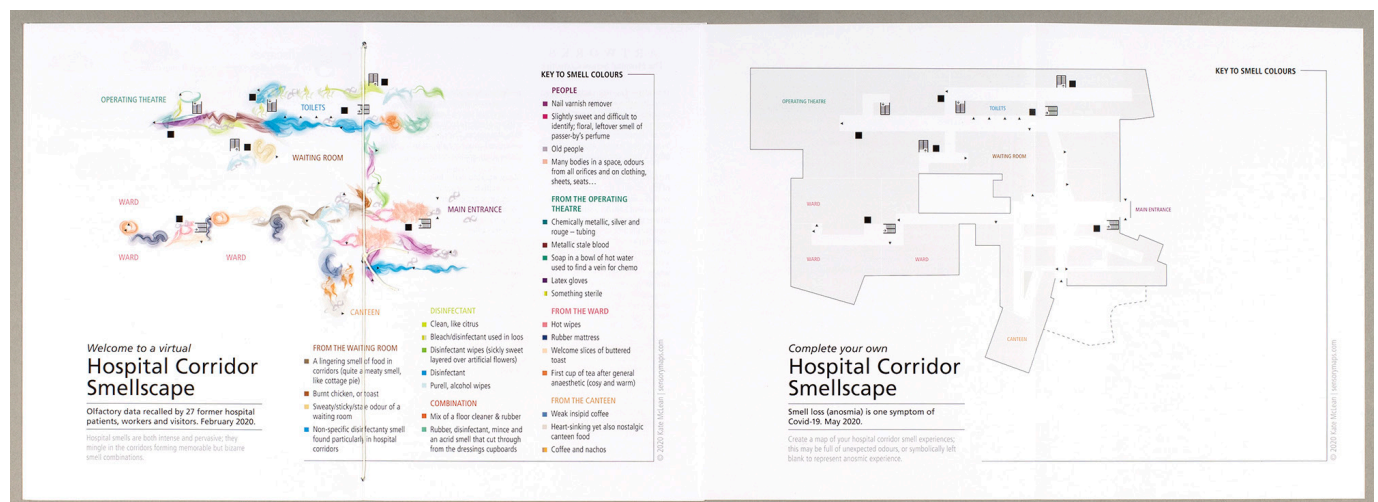 OPERATING THEATRE
TOILETS
WAITING ROOM
WARD
MAIN ENTRANCE
WARD
WARD
CANTEEN
Welcome to a virtual
Hospital Corridor
Smellscape
Olfactory data recalled by 27 former hospital
patients, workers and visitors. February 2020.
Hospital smells are both intense and pervasive; they
mingle in the corridors forming memorable but bizarre
smell combinations.
KEY TO SMELL COLOURS
PEOPLE
Nail varnish remover
Slightly sweet and difficult to
identify; floral, leftover smell of
passer-by's perfume
Old people
Many bodies in a space, odours
from all orifices and on clothing,
sheets, seats…
FROM THE OPERATING
THEATRE
Chemically metallic, silver and
rouge – tubing
Metallic stale blood
Soap in a bowl of hot water
used to find a vein for chemo
Latex gloves
Something sterile
FROM THE WARD
Hot wipes
Rubber mattress
Welcome slices of buttered
toast
First cup of tea after general
anaesthetic (cosy and warm)
FROM THE CANTEEN
Weak insipid coffee
Heart-sinking yet also nostalgic
canteen food
Coffee and nachos
DISINFECTANT
Clean, like citrus
Bleach/disinfectant used in loos
Disinfectant wipes (sickly sweet
layered over artificial flowers)
Disinfectant
Purell, alcohol wipes
COMBINATION
Mix of a floor cleaner & rubber
Rubber, disinfectant, mince and
an acrid smell that cut through
from the dressings cupboards
FROM THE WAITING ROOM
A lingering smell of food in
corridors (quite a meaty smell,
like cottage pie)
Burnt chicken, or toast
Sweaty/sticky/stale odour of a
waiting room
Non-specific disinfectanty smell
found particularly in hospital
corridors
© 2020 Kate McLean | sensorymaps.com
OPERATING THEATRE
TOILETS
WAITING ROOM
WARD
MAIN ENTRANCE
WARD
WARD
CANTEEN
KEY TO SMELL COLOURS
Complete your own
Hospital Corridor
Smellscape
Smell loss (anosmia) is one symptom of
Covid-19. May 2020.
Create a map of your hospital corridor smell experiences;
this may be full of unexpected odours, or symbolically left
blank to represent anosmic experience.
© 2020 Kate McLean | sensorymaps.com